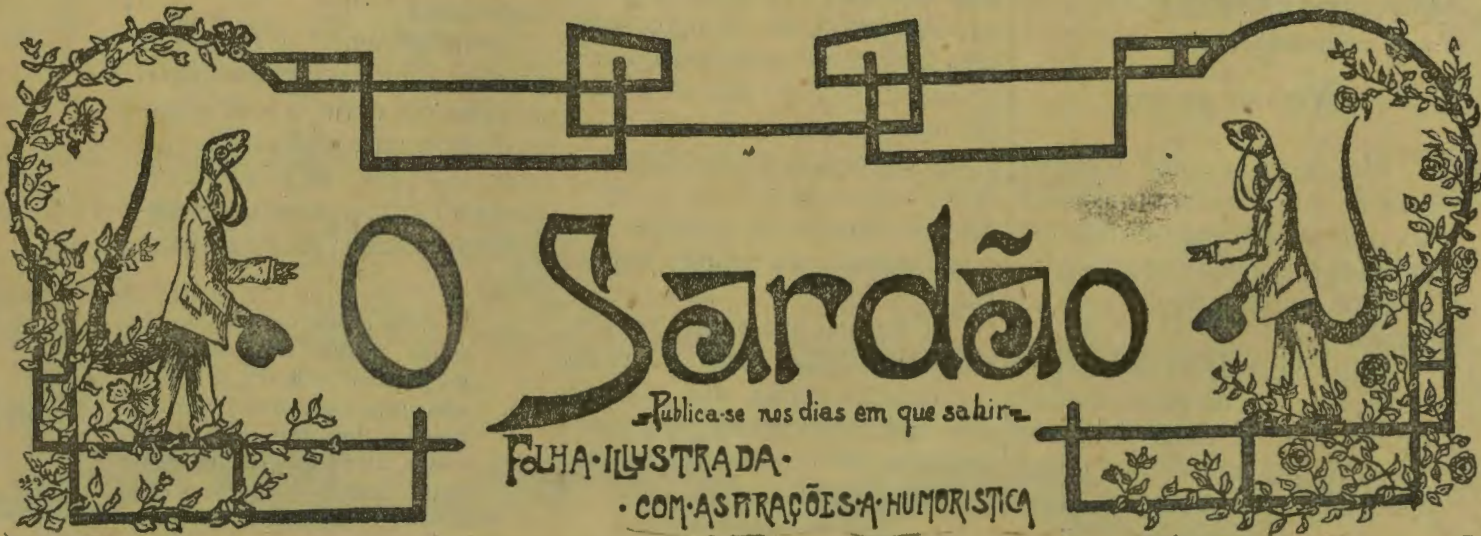 O Sardão
Publica-se nos dias em que sahir
FOLHA·ILLUSTRADA·
·COM·ASPIRAÇÕES·A·HUMORISTICA